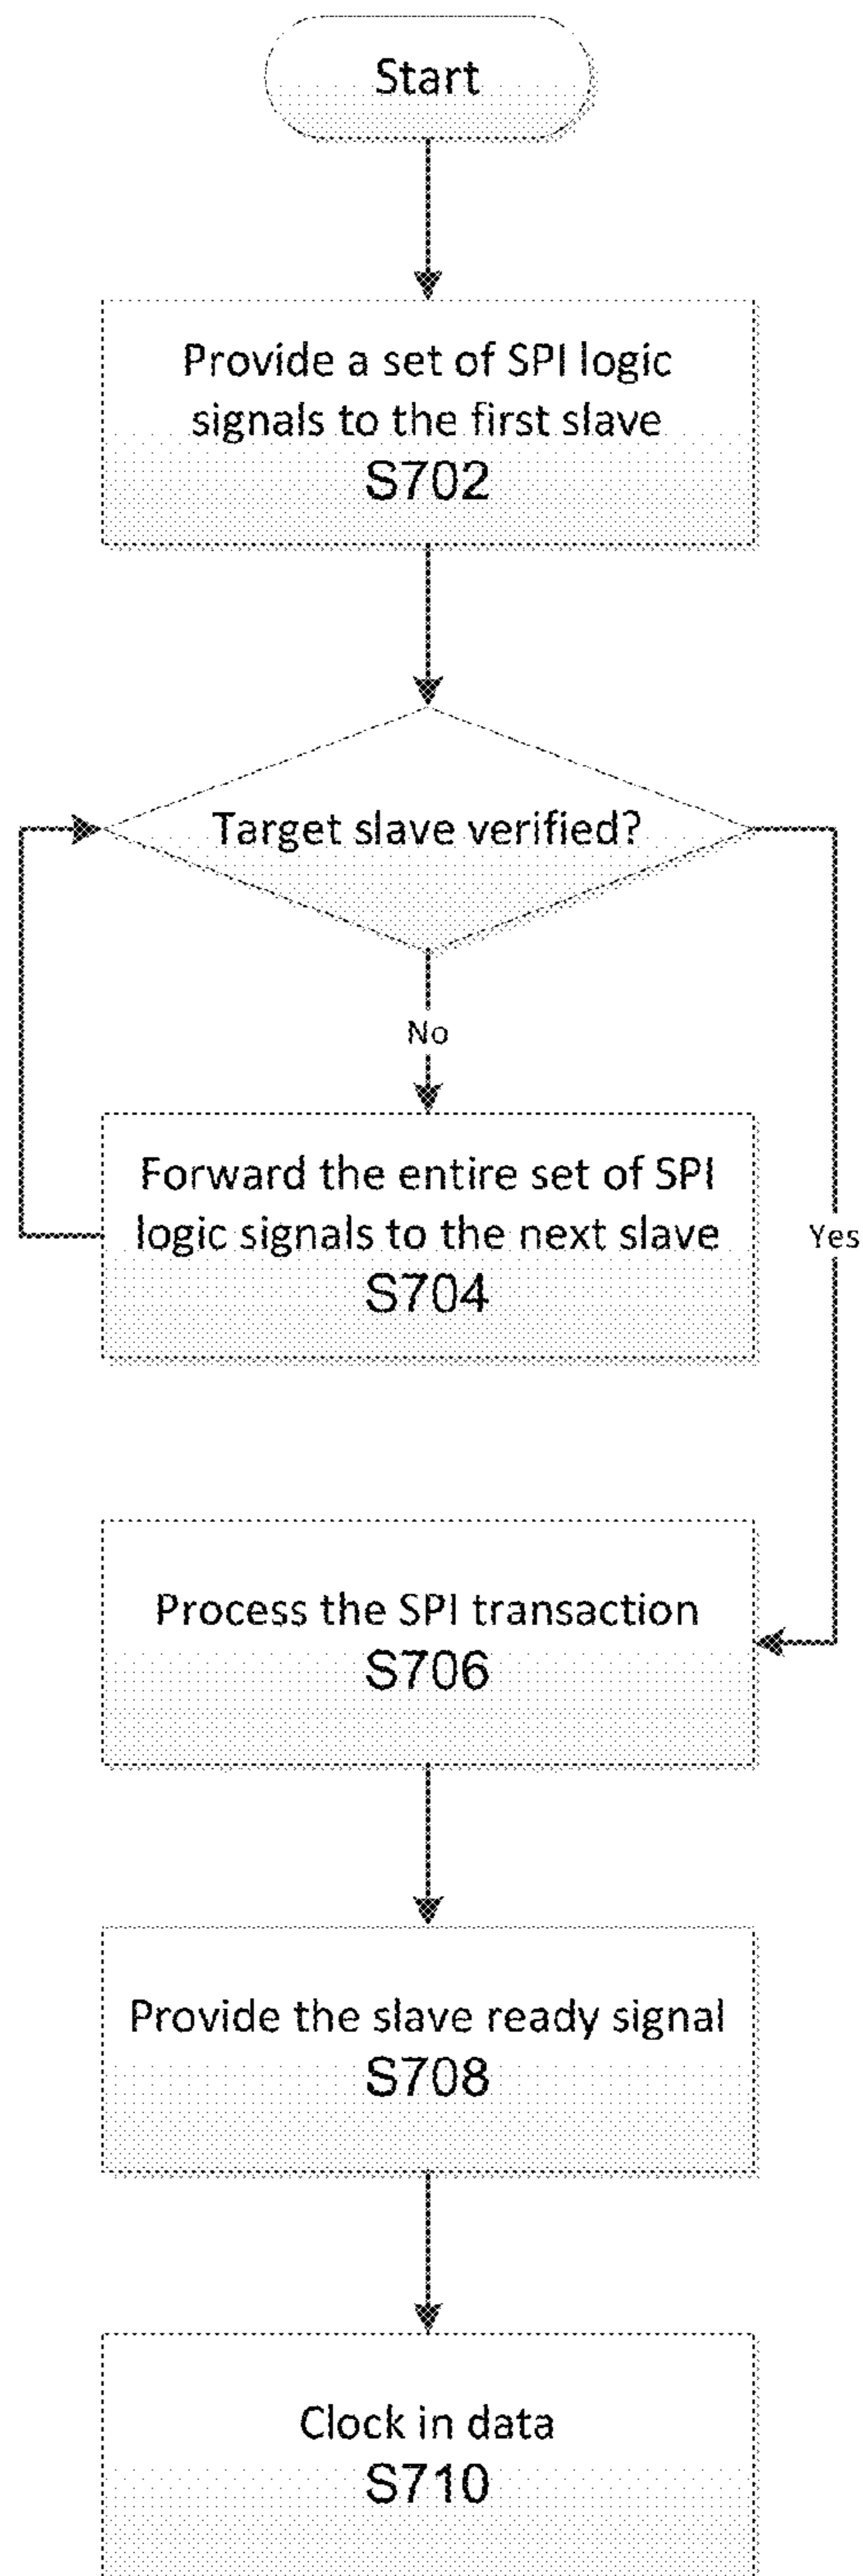 Start
Provide a set of SPI logic
signals to the first slave
S702
Target slave verified?
No
Forward the entire set of SPI
logic signals to the next slave
S704
Yes
Process the SPI transaction
S706
Provide the slave ready signal
S708
Clock in data
S710